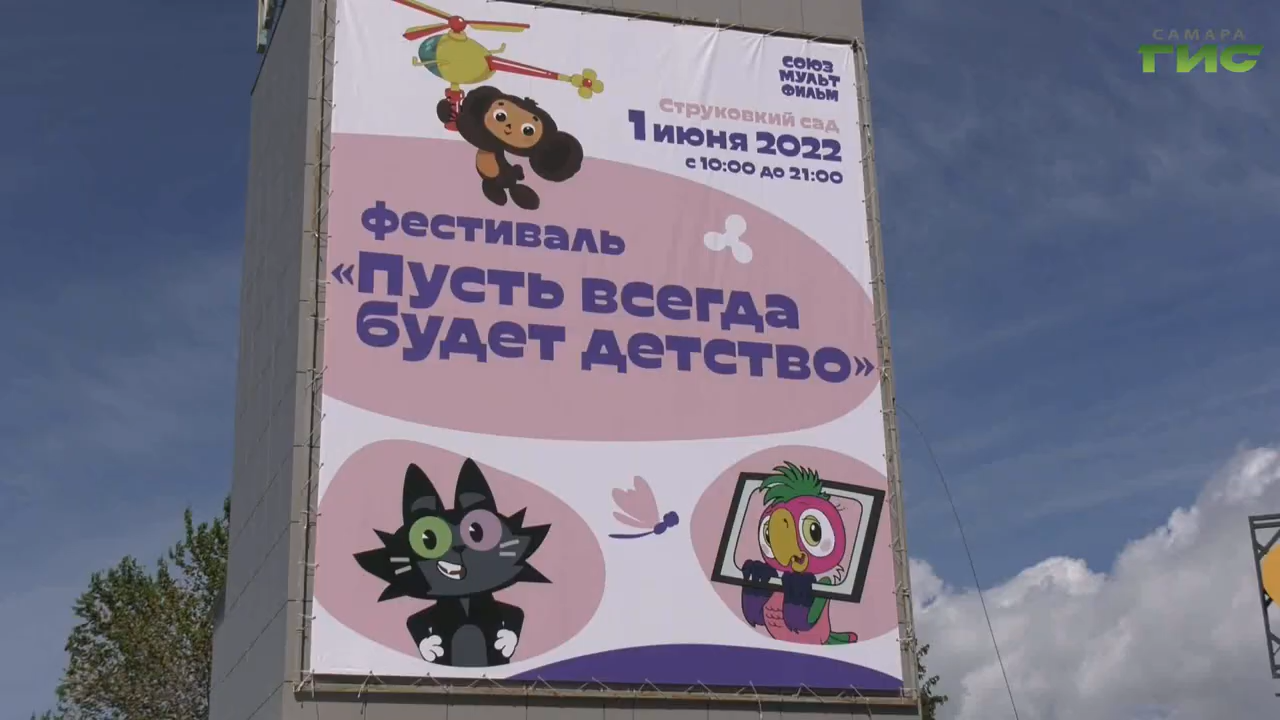 САМАРА
ГИС
СОЮЗ
МУЛЬТ
ФИЛЬМ
Струковкий сад
1 июня 2022
с 10:00 до 21:00
фестиваль
«Пусть всегда
будет детство»